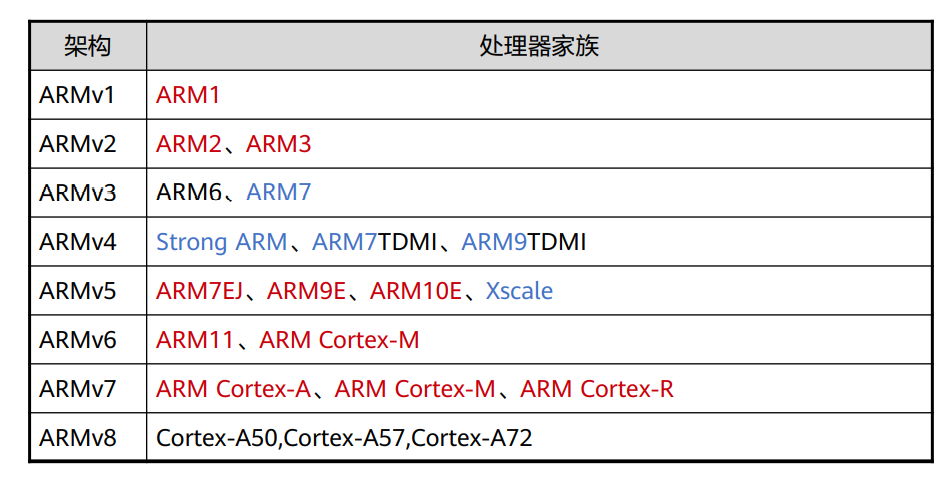 架构 处理器家族
ARMv1 ARM1
ARMv2 ARM2、ARM3
ARMv3 ARM6、ARM7
ARMv4 Strong ARM、ARM7TDMI、ARM9TDMI
ARMv5 ARM7EJ、ARM9E、ARM10E、Xscale
ARMv6 ARM11、ARM Cortex-M
ARMv7 ARM Cortex-A、ARM Cortex-M、ARM Cortex-R
ARMv8 Cortex-A50,Cortex-A57,Cortex-A72